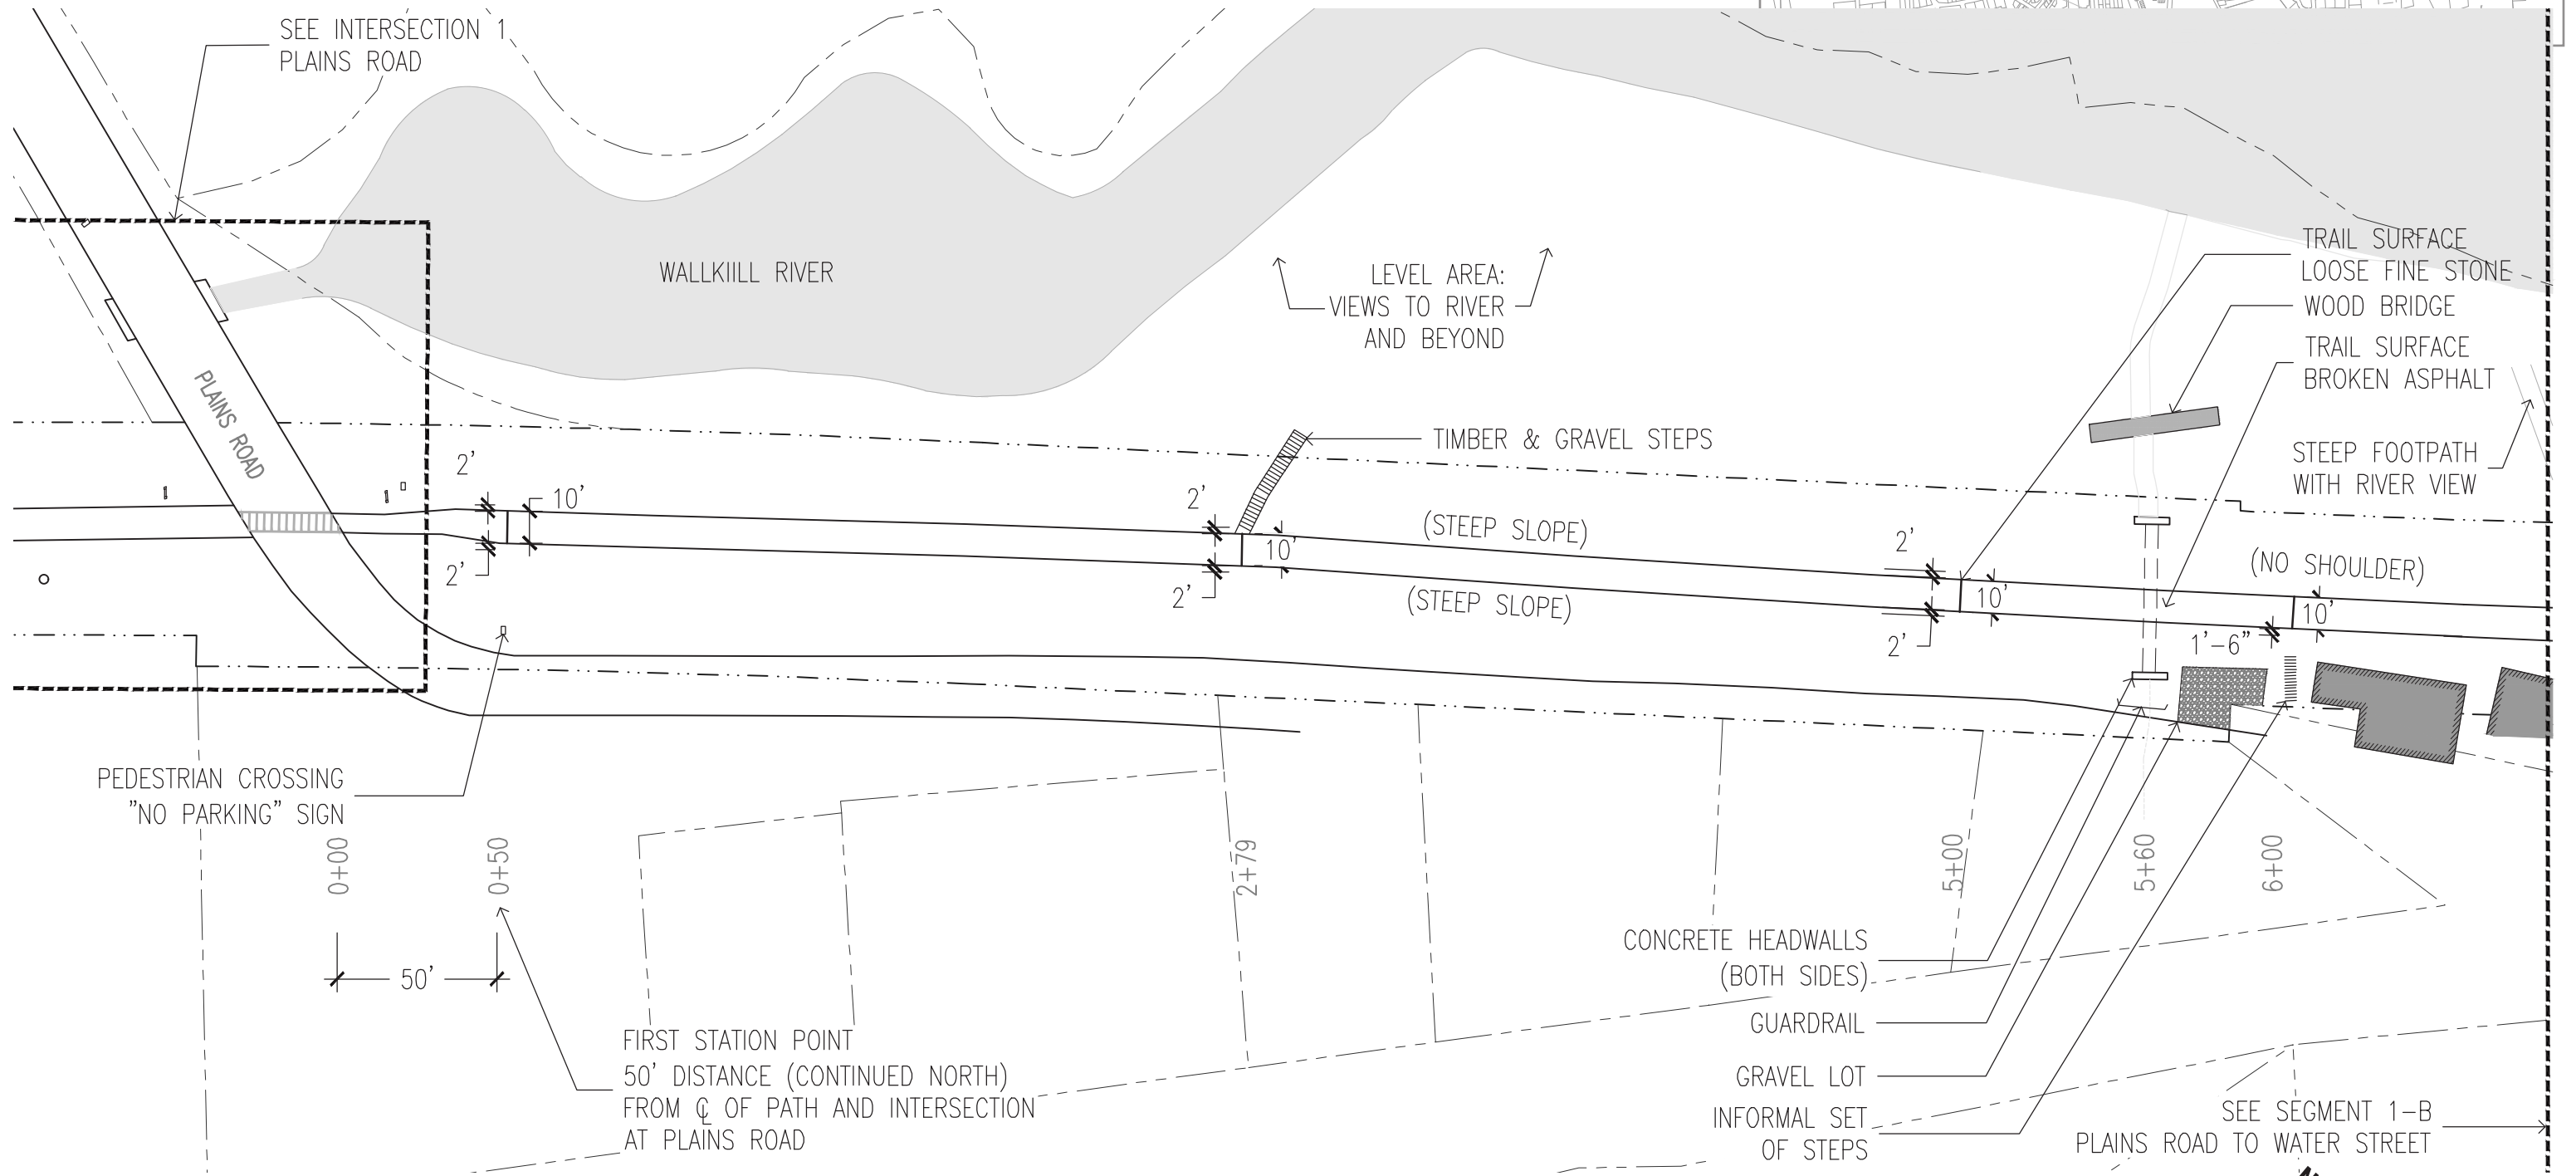 SEE INTERSECTION 1
PLAINS ROAD
WALLKIILL RIVER
LEVEL AREA:
VIEWS TO RIVER
AND BEYOND
TRAIL SURFACE
LOOSE FINE STONE
WOOD BRIDGE
TRAIL SURFACE
BROKEN ASPHALT
STEEP FOOTPATH
WITH RIVER VIEW
PLAINS ROAD
TIMBER & GRAVEL STEPS
2'
10'
2'
2'
10'
2'
(STEEP SLOPE)
(STEEP SLOPE)
2'
10'
2'
(NO SHOULDER)
10'
1'-6"
PEDESTRIAN CROSSING
"NO PARKING" SIGN
0+00
0+50
2+79
5+00
5+60
6+00
50'
FIRST STATION POINT
50' DISTANCE (CONTINUED NORTH)
FROM ℄ OF PATH AND INTERSECTION
AT PLAINS ROAD
CONCRETE HEADWALLS
(BOTH SIDES)
GUARDRAIL
GRAVEL LOT
INFORMAL SET
OF STEPS
SEE SEGMENT 1-B
PLAINS ROAD TO WATER STREET